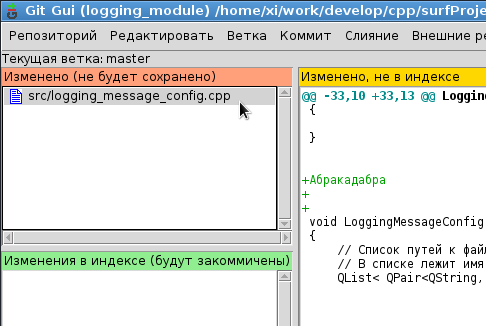 Git Gui (logging_module) /home/xi/work/develop/cpp/surfProje
Репозиторий Редактировать Ветка Коммит Слияние Внешние ре
Текущая ветка: master
Изменено (не будет сохранено)
src/logging_message_config.cpp
Изменения в индексе (будут закоммичены)
Изменено, не в индексе
@@ -33,10 +33,13 @@ Loggin
{
}
+Абракадабра
+
+
void LoggingMessageConfig
{
// Список путей к файл
// В списке лежит имя
QList< QPair<QString,